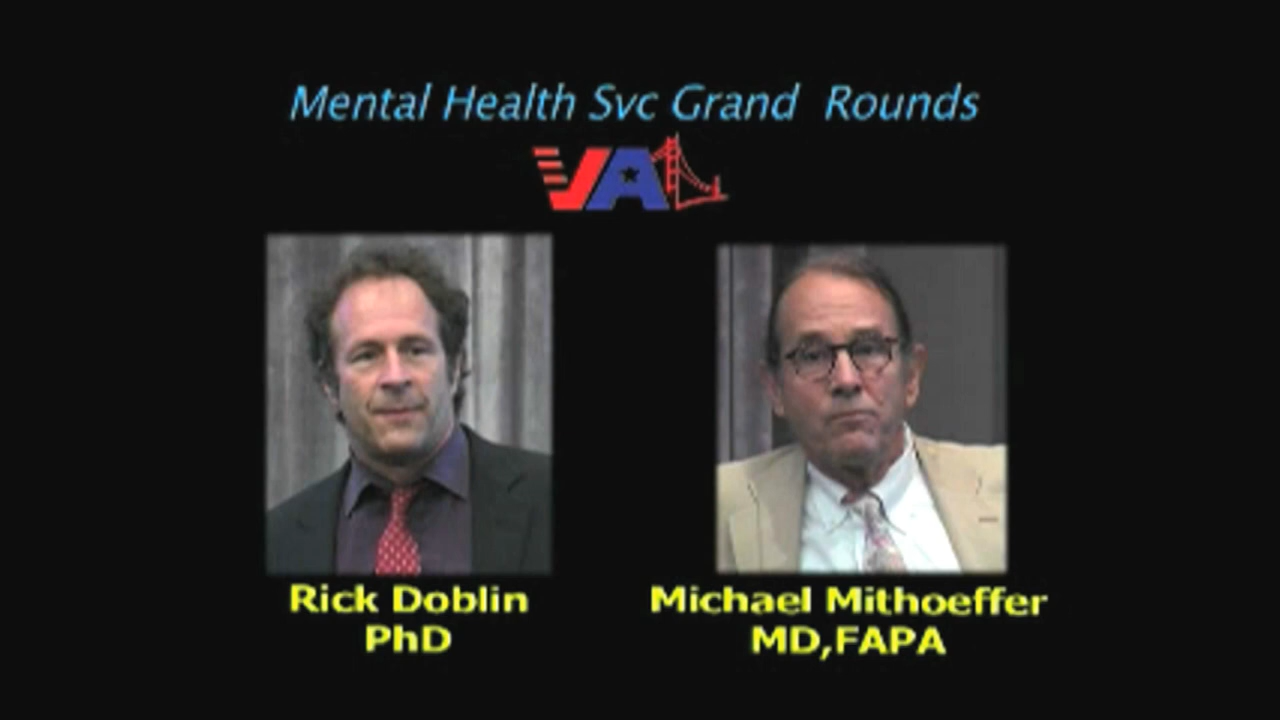 Mental Health Svc Grand Rounds
VA
Rick Doblin
PhD
Michael Mithoeffer
MD,FAPA